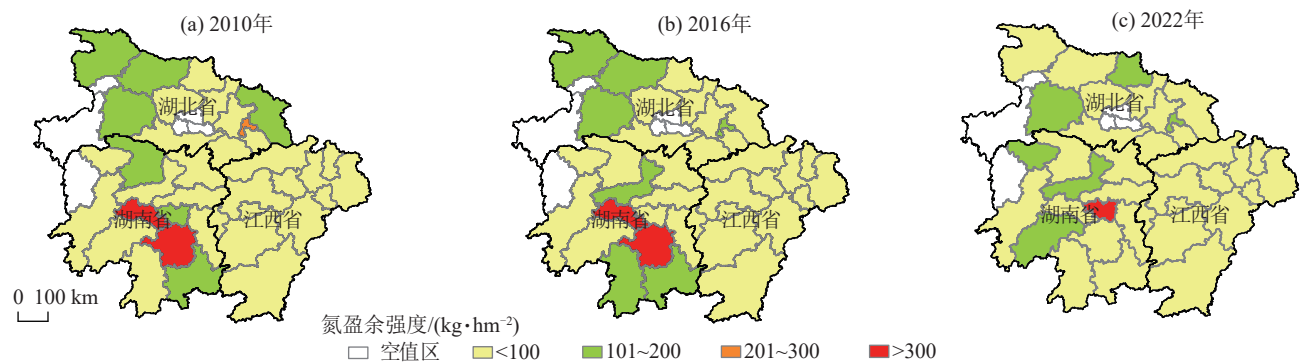 (a) 2010年
(b) 2016年
(c) 2022年
湖北省
湖北省
湖北省
湖南省
江西省
湖南省
江西省
湖南省
江西省
0 100 km
氮盈余强度/(kg·hm⁻²)
空值区 <100 101~200 201~300 >300